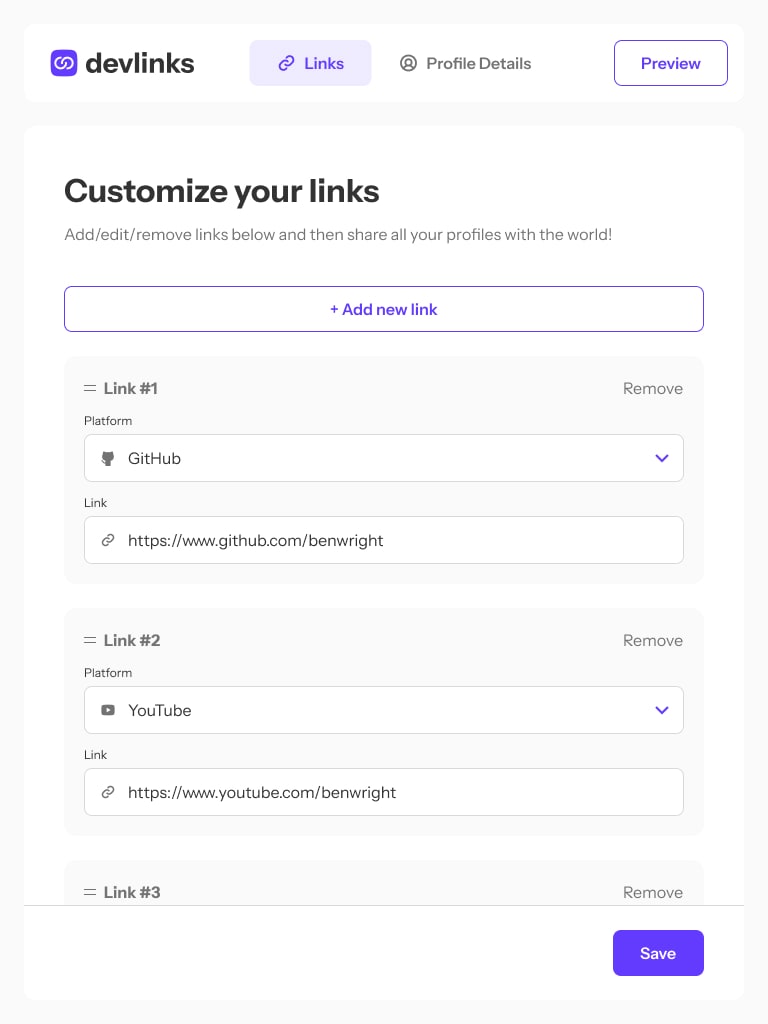 devlinks
Links
Profile Details
Preview
Customize your links
Add/edit/remove links below and then share all your profiles with the world!
+ Add new link
Link #1
Remove
Platform
GitHub
Link
https://www.github.com/benwright
Link #2
Remove
Platform
YouTube
Link
https://www.youtube.com/benwright
Link #3
Remove
Save